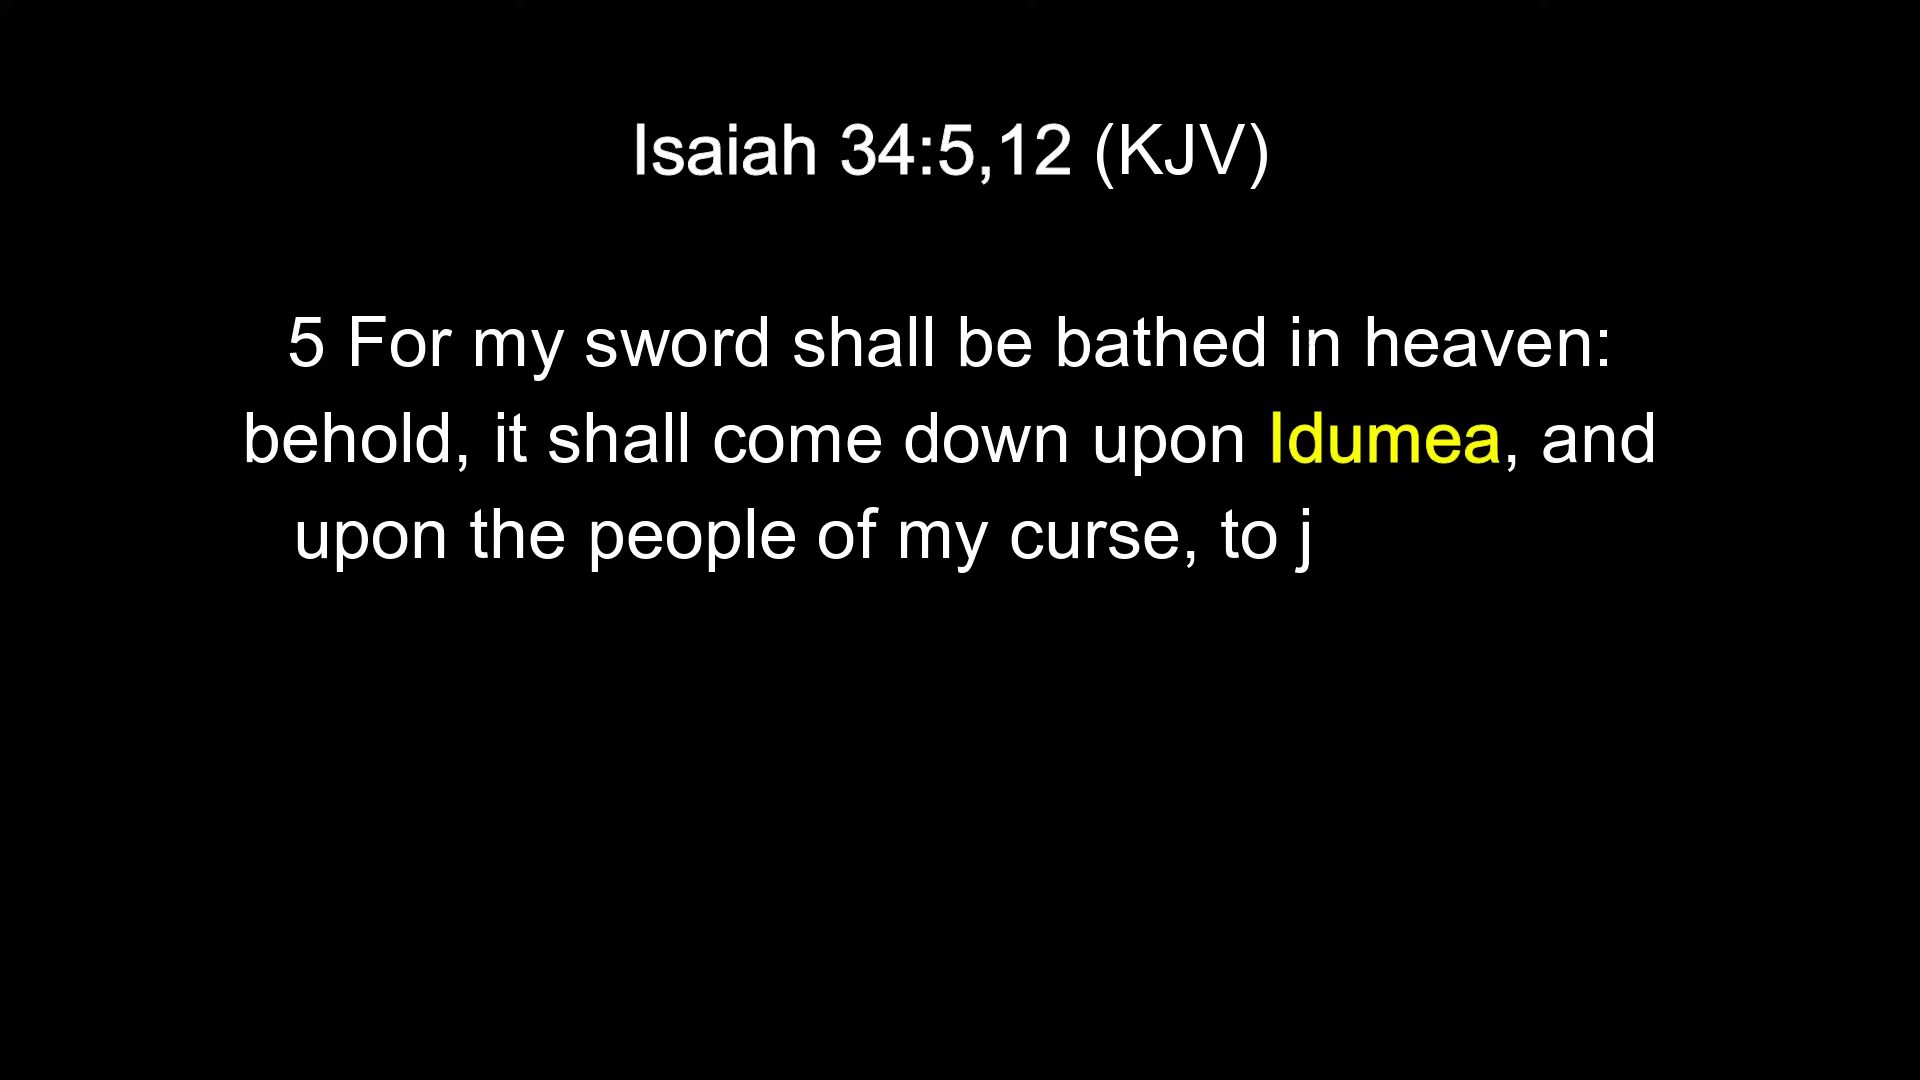 Isaiah 34:5,12 (KJV)
5 For my sword shall be bathed in heaven:
behold, it shall come down upon Idumea, and
upon the people of my curse, to j